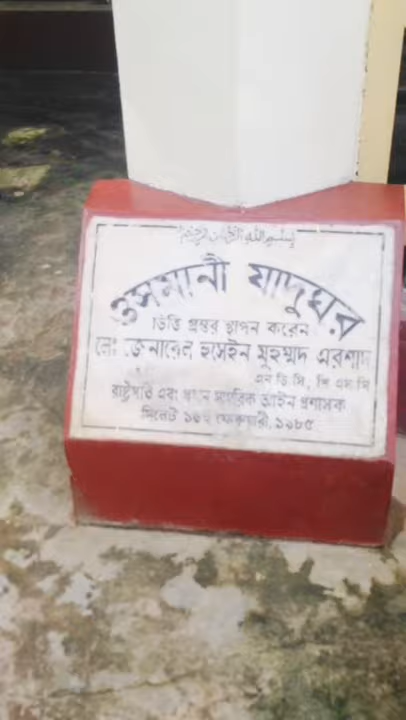 بسم الله الرحمن الرحيم
ওসমানী যাদুঘর
ভিত্তি প্রস্তর স্থাপন করেন
লেঃ জেনারেল হুসেইন মুহম্মদ এরশাদ
এন ডি সি, পি এস সি
রাষ্ট্রপতি এবং প্রধান সামরিক আইন প্রশাসক
সিলেট ১৬ই ফেব্রুয়ারী, ১৯৮৫